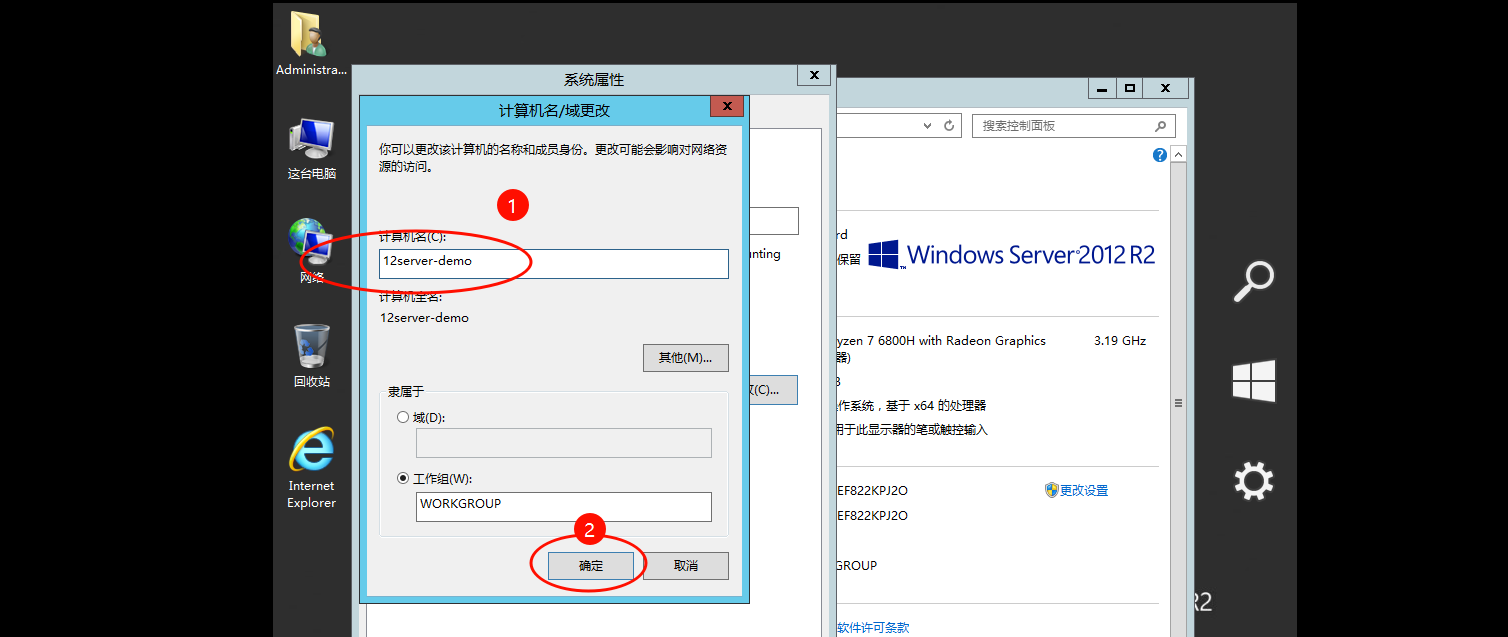 Administra...
这台电脑
网络
回收站
Internet
Explorer
系统属性
计算机名/域更改
你可以更改该计算机的名称和成员身份。更改可能会影响对网络资
源的访问。
1
计算机名(C):
12server-demo
计算机全名:
12server-demo
其他(M)...
隶属于
域(D):
工作组(W):
WORKGROUP
2
确定
取消
(C)...
搜索控制面板
rd
保留
Windows Server 2012 R2
yzen 7 6800H with Radeon Graphics
3.19 GHz
器)
作系统，基于 x64 的处理器
用于此显示器的笔或触控输入
EF822KPJ2O
更改设置
EF822KPJ2O
GROUP
软件许可条款
R2